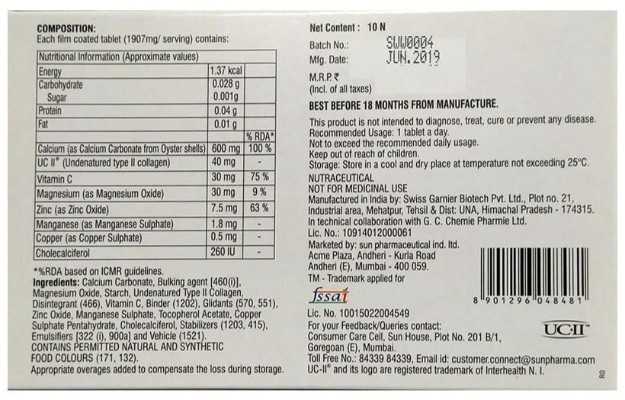 COMPOSITION:
Each film coated tablet (1907mg/ serving) contains:
Nutritional Information (Approximate values)
Energy 1.37 kcal
Carbohydrate 0.028 g
Sugar 0.001g
Protein 0.04 g
Fat 0.01 g
% RDA*
Calcium (as Calcium Carbonate from Oyster shells) 600 mg 100 %
UC II® (Undenatured type II collagen) 40 mg -
Vitamin C 30 mg 75 %
Magnesium (as Magnesium Oxide) 30 mg 9 %
Zinc (as Zinc Oxide) 7.5 mg 63 %
Manganese (as Manganese Sulphate) 1.8 mg -
Copper (as Copper Sulphate) 0.5 mg -
Cholecalciferol 260 IU -
*%RDA based on ICMR guidelines.
Ingredients: Calcium Carbonate, Bulking agent [460(i)],
Magnesium Oxide, Starch, Undenatured Type II Collagen,
Disintegrant (466), Vitamin C, Binder (1202), Glidants (570, 551),
Zinc Oxide, Manganese Sulphate, Tocopherol Acetate, Copper
Sulphate Pentahydrate, Cholecalciferol, Stabilizers (1203, 415),
Emulsifiers [322 (i), 900a] and Vehicle (1521).
CONTAINS PERMITTED NATURAL AND SYNTHETIC
FOOD COLOURS (171, 132).
Appropriate overages added to compensate the loss during storage.
Net Content : 10 N
Batch No.: SWW0004
Mfg. Date: JUN.2019
M.R.P.₹
(Incl. of all taxes)
BEST BEFORE 18 MONTHS FROM MANUFACTURE.
This product is not intended to diagnose, treat, cure or prevent any disease.
Recommended Usage: 1 tablet a day.
Not to exceed the recommended daily usage.
Keep out of reach of children.
Storage: Store in a cool and dry place at temperature not exceeding 25°C.
NUTRACEUTICAL
NOT FOR MEDICINAL USE
Manufactured in India by: Swiss Garnier Biotech Pvt. Ltd., Plot no. 21,
Industrial area, Mehatpur, Tehsil & Dist: UNA, Himachal Pradesh - 174315.
In technical collaboration with G. C. Chemie Pharmie Ltd.
Lic. No.: 10914012000061
Marketed by: sun pharmaceutical ind. ltd.
Acme Plaza, Andheri - Kurla Road
Andheri (E), Mumbai - 400 059.
TM - Trademark applied for
fssai
Lic. No. 10015022004549
For your Feedback/Queries contact:
Consumer Care Cell, Sun House, Plot No. 201 B/1,
Goregoan (E), Mumbai.
Toll Free No.: 84339 84339, Email id: customer.connect@sunpharma.com
UC-II® and its logo are registered trademark of Interhealth N. I.
8 901296 048481
UC-II™